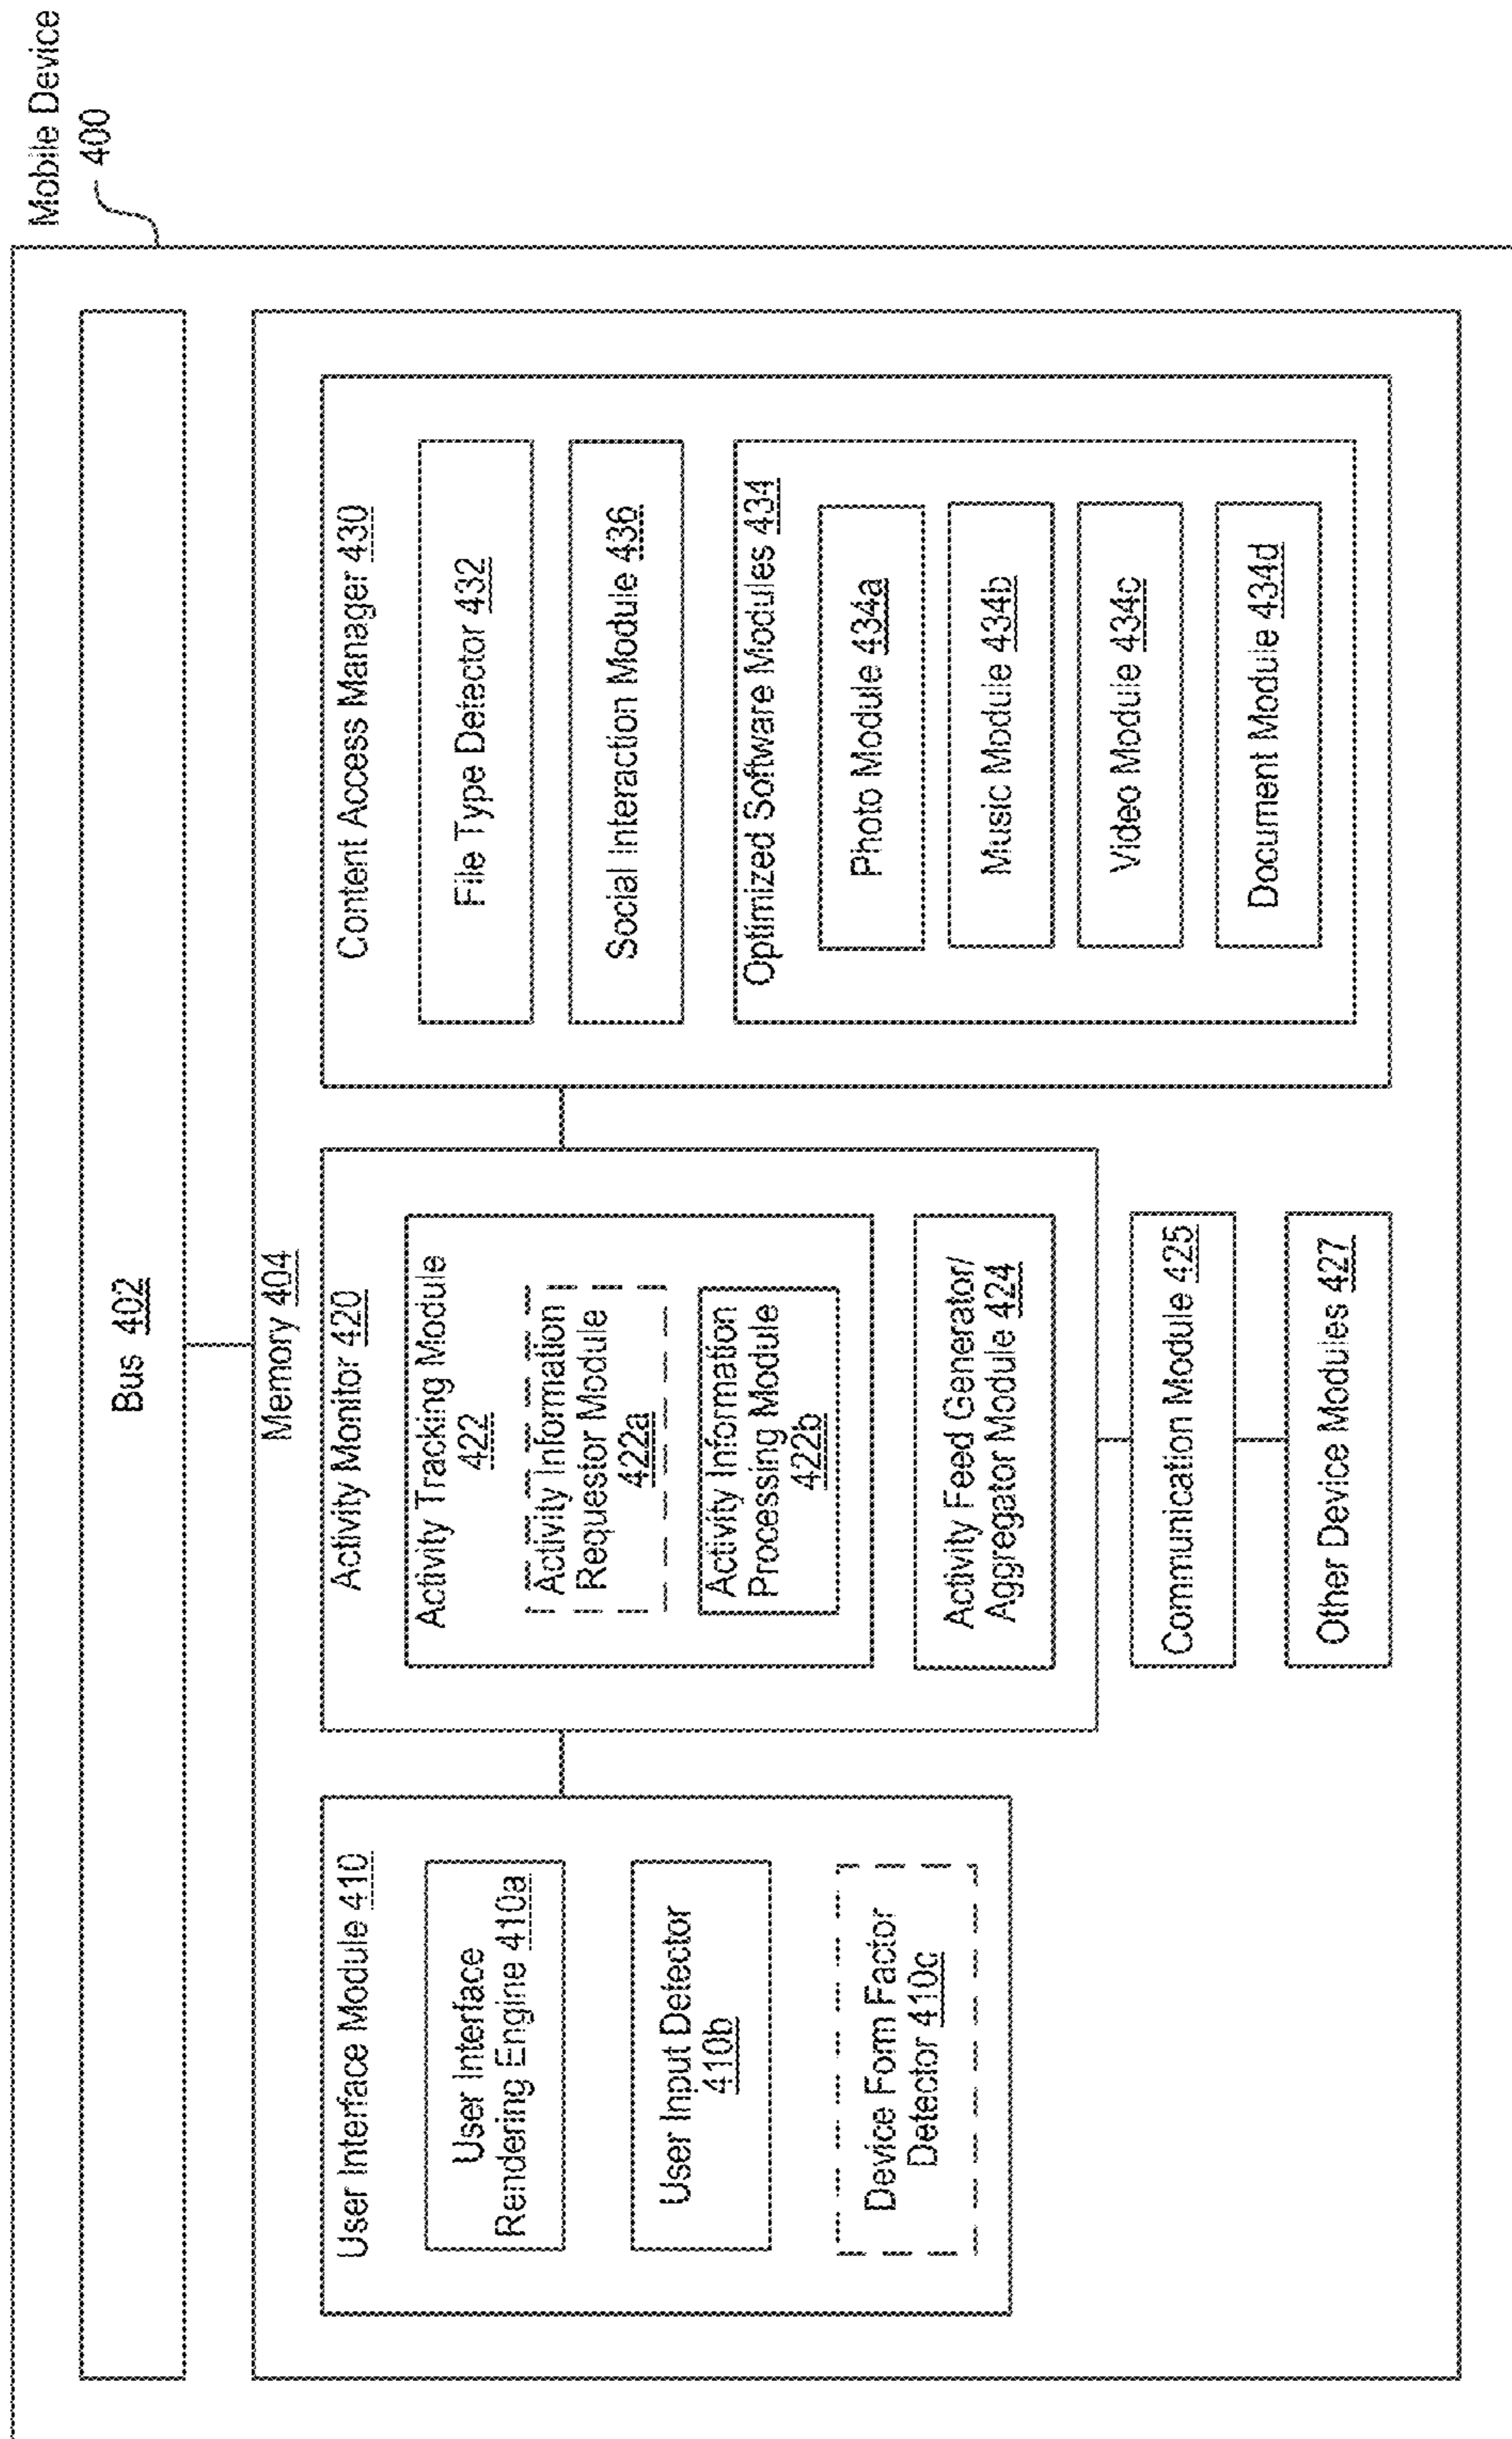 Mobile Device
400
Bus 402
Memory 404
User Interface Module 410
User Interface
Rendering Engine 410a
User Input Detector
410b
Device Form Factor
Detector 410c
Activity Monitor 420
Activity Tracking Module
422
Activity Information
Requestor Module
422a
Activity Information
Processing Module
422b
Activity Feed Generator/
Aggregator Module 424
Communication Module 425
Other Device Modules 427
Content Access Manager 430
File Type Detector 432
Social Interaction Module 436
Optimized Software Modules 434
Photo Module 434a
Music Module 434b
Video Module 434c
Document Module 434d